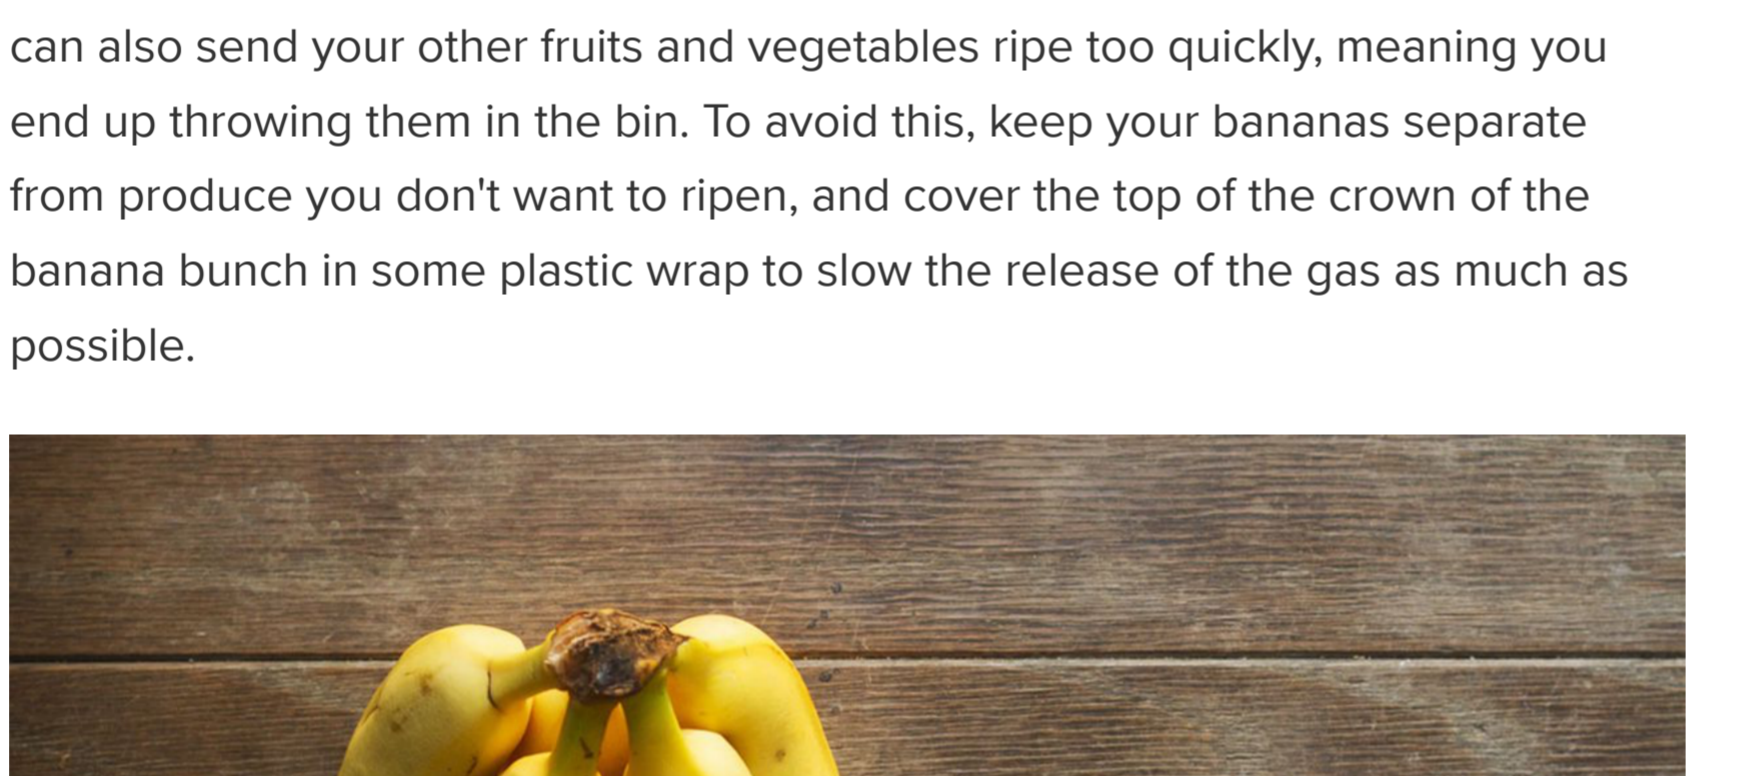 can also send your other fruits and vegetables ripe too quickly, meaning you
end up throwing them in the bin. To avoid this, keep your bananas separate
from produce you don't want to ripen, and cover the top of the crown of the
banana bunch in some plastic wrap to slow the release of the gas as much as
possible.